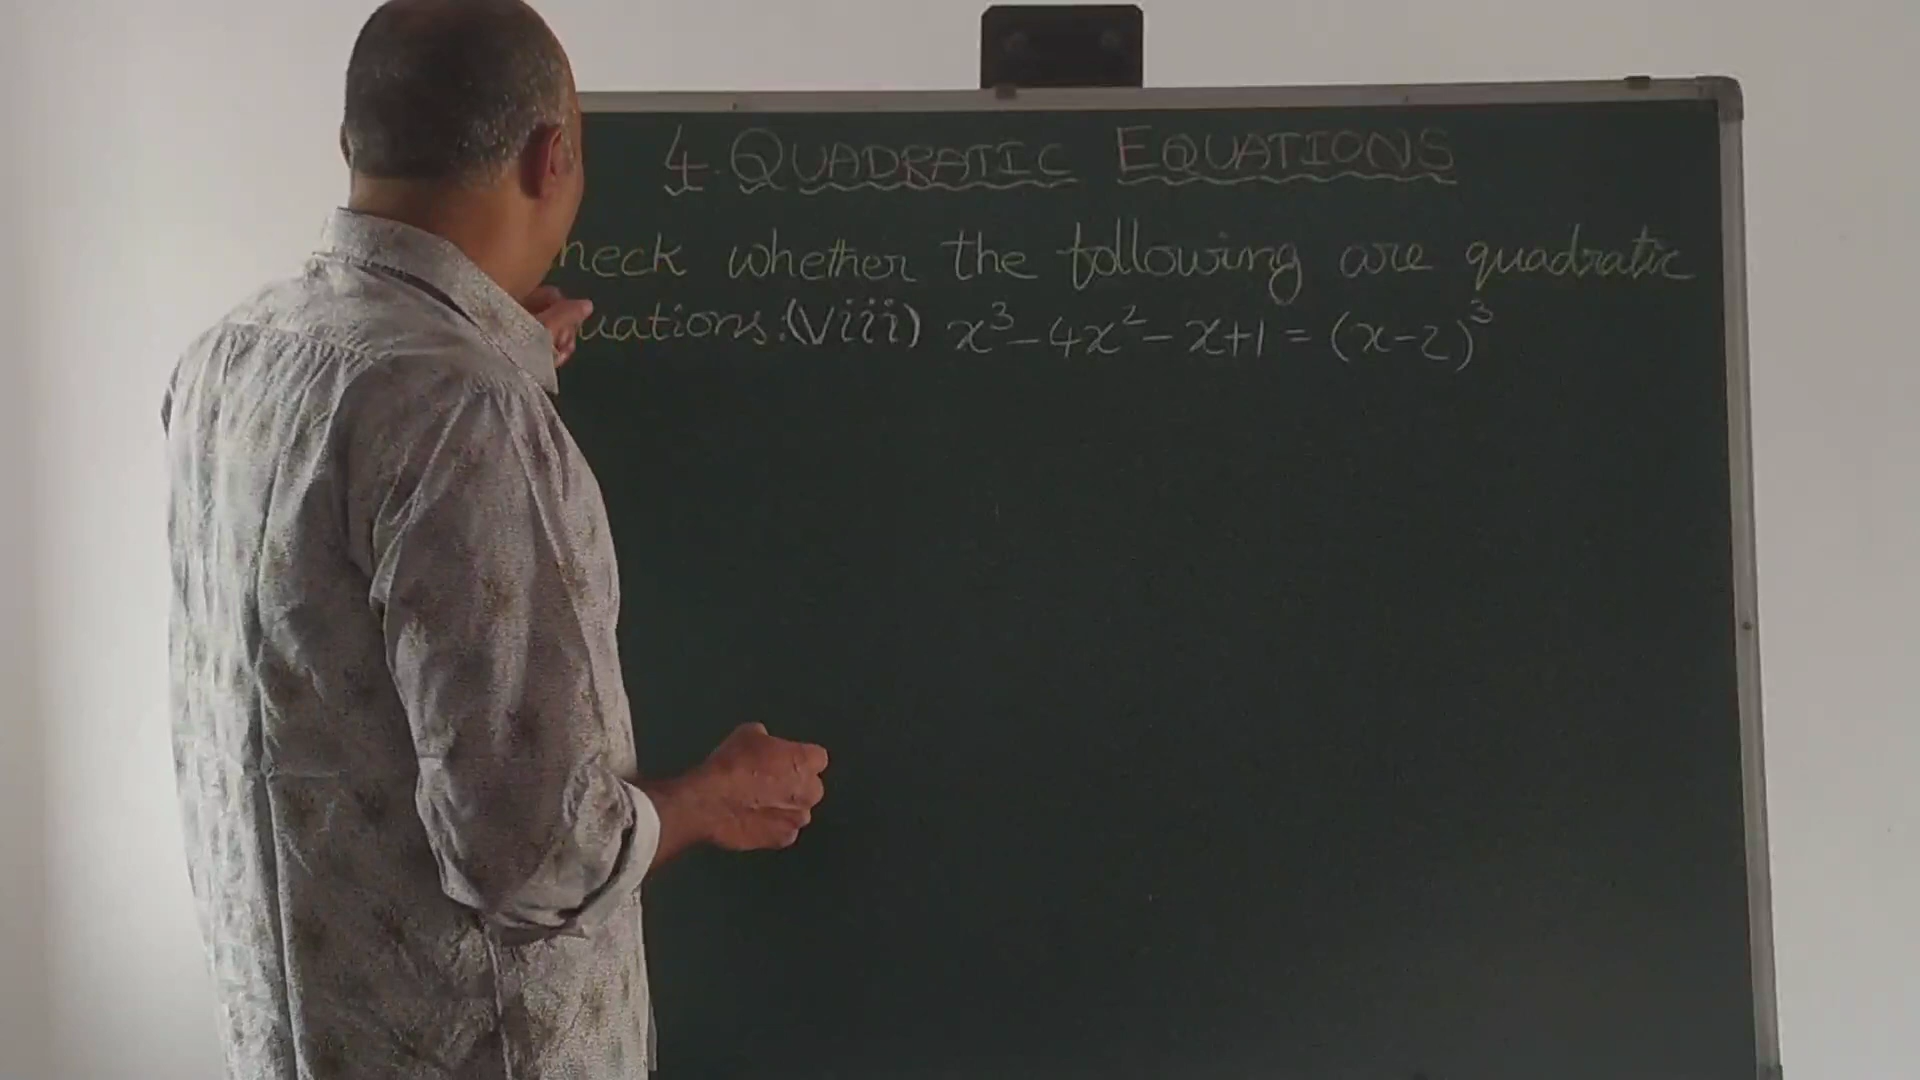 4. QUADRATIC EQUATIONS
heck whether the following are quadratic
uations:(viii) x³-4x²-x+1=(x-2)³